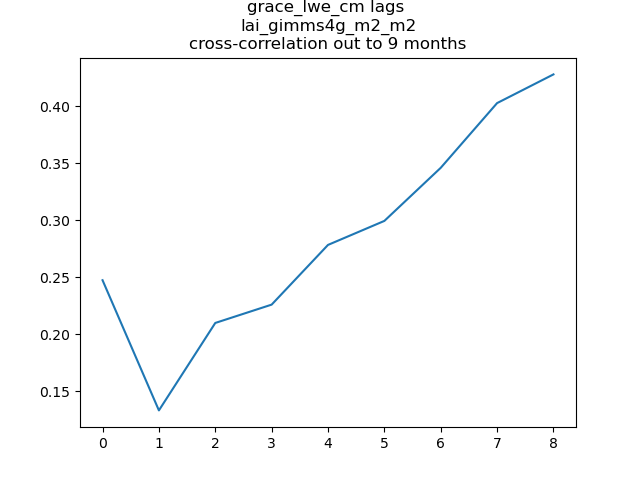 grace_lwe_cm lags
lai_gimms4g_m2_m2
cross-correlation out to 9 months
0.40
0.35
0.30
0.25
0.20
0.15
0 1 2 3 4 5 6 7 8